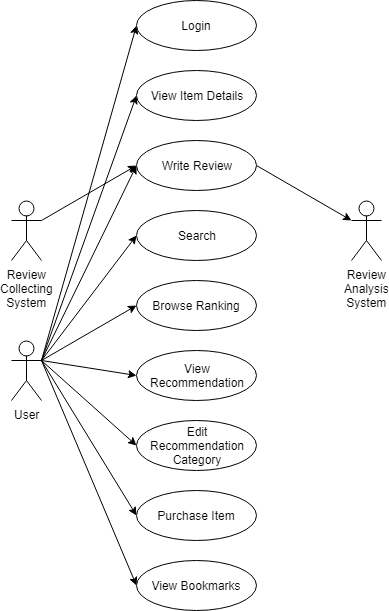 Login
View Item Details
Write Review
Review
Collecting
System
Review
Analysis
System
Search
Browse Ranking
View
Recommendation
User
Edit
Recommendation
Category
Purchase Item
View Bookmarks